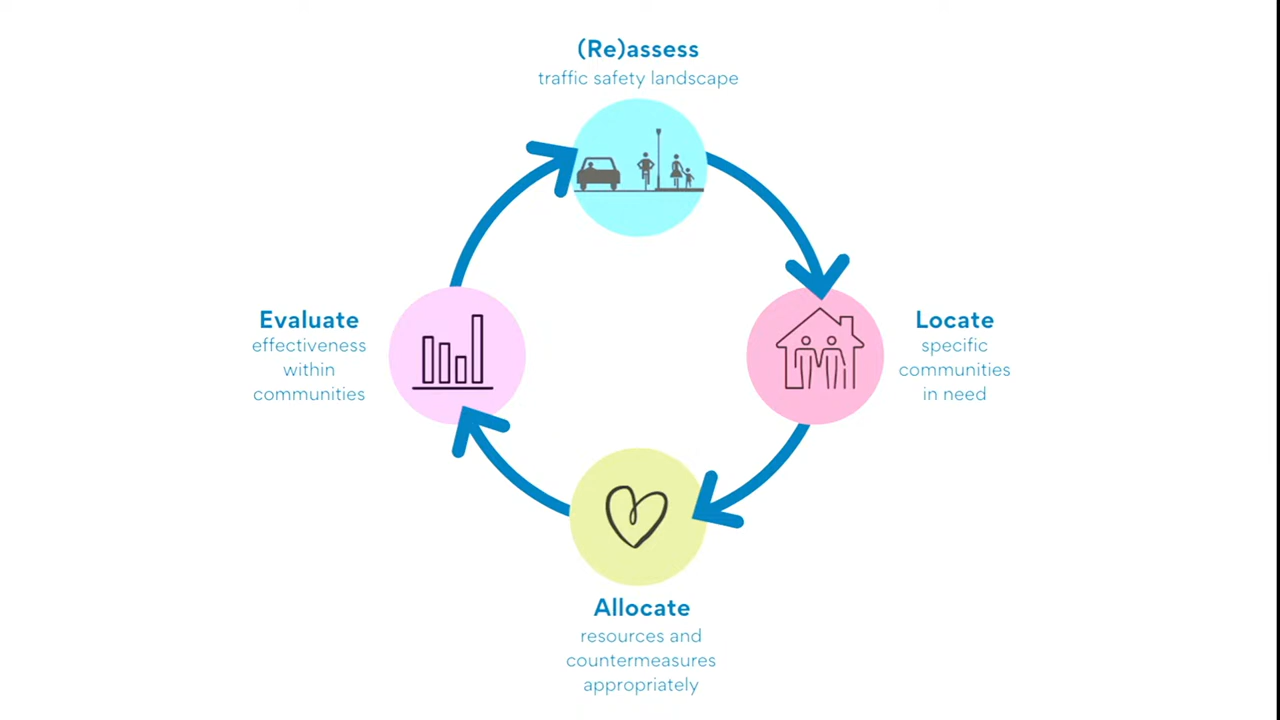 (Re)assess
traffic safety landscape
Evaluate
effectiveness
within
communities
Locate
specific
communities
in need
Allocate
resources and
countermeasures
appropriately